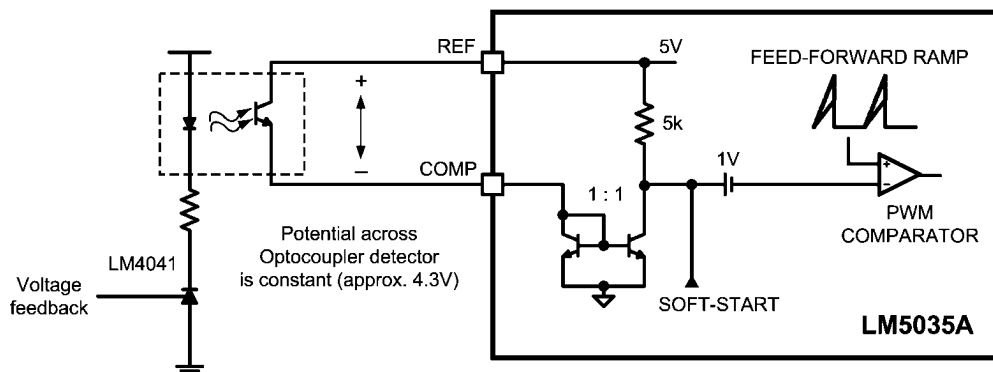 REF
5V
FEED-FORWARD RAMP
+
5k
–
COMP
1V
1 : 1
+
–
PWM
COMPARATOR
Potential across
Optocoupler detector
is constant (approx. 4.3V)
LM4041
Voltage
feedback
SOFT-START
LM5035A